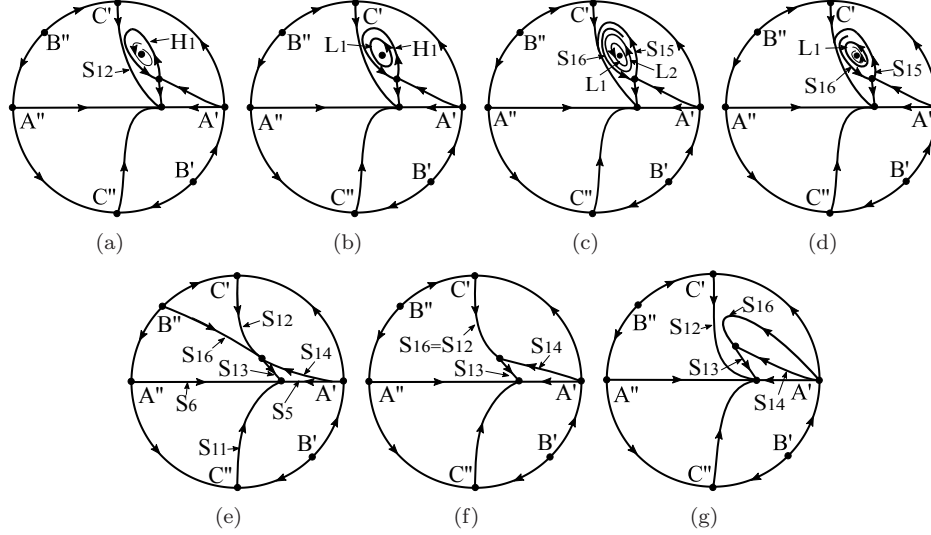 C' B" H1 S12 A" A' B' C"
(a)
C' B" L1 H1 A" A' B' C"
(b)
C' B" S16 S15 L1 L2 A" A' B' C"
(c)
C' B" L1 S15 S16 A" A' B' C"
(d)
C' B" S12 S16 S14 S13 A" S6 S5 A' S11 B' C"
(e)
C' B" S16=S12 S14 S13 A" A' B' C"
(f)
C' B" S16 S12 S13 A" A' S14 B' C"
(g)